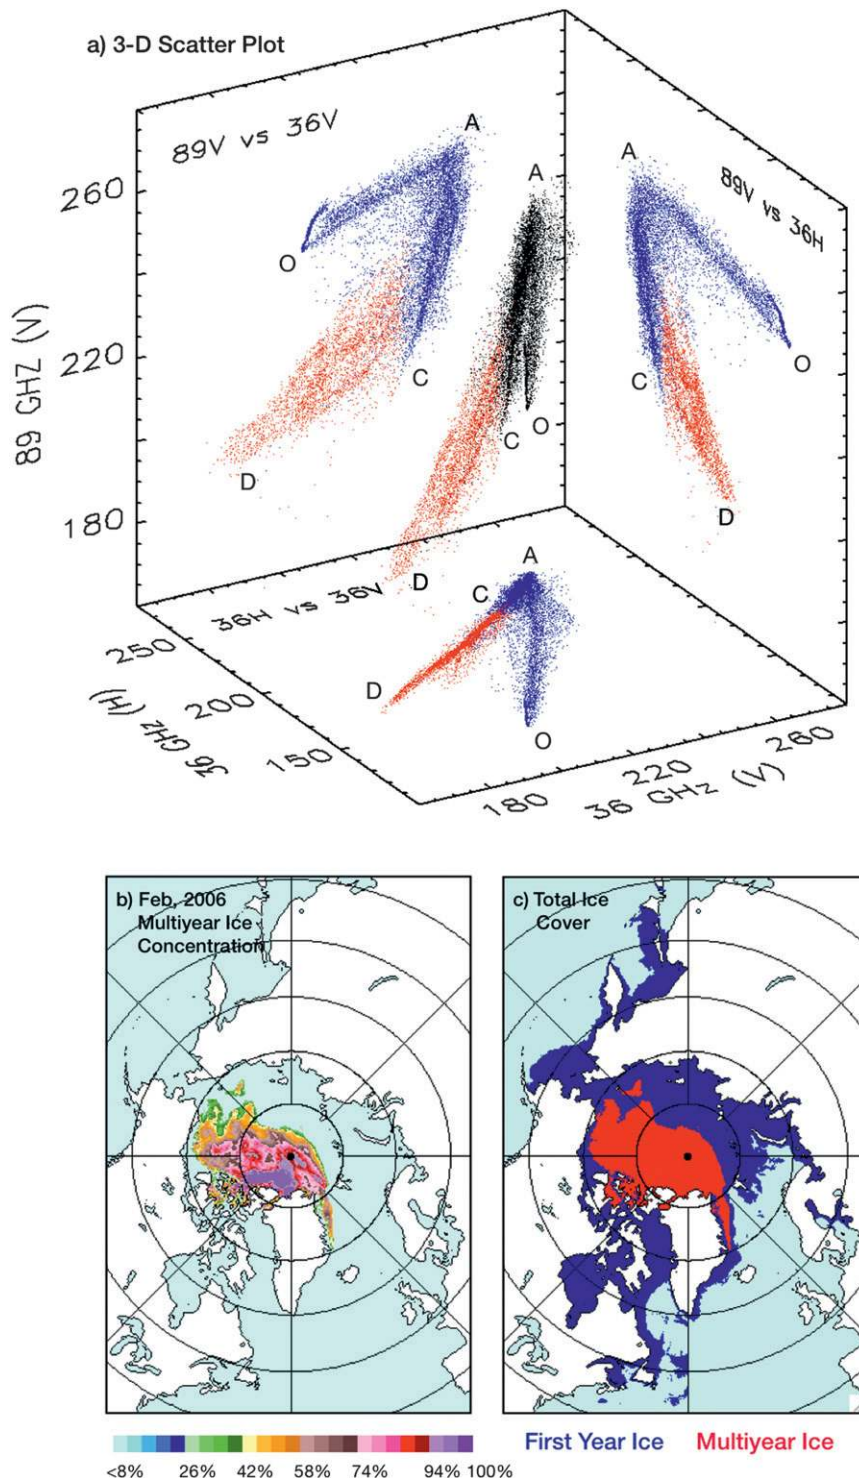 a) 3-D Scatter Plot
89V vs 36V
A
A
A
89V vs 36H
260
O
O
220
C
C
C
O
D
D
D
180
89 GHZ (V)
A
36H vs 36V
C
D
O
250
200
150
36 GHz (H)
180
220
260
36 GHz (V)
b) Feb, 2006
Multiyear Ice
Concentration
c) Total Ice
Cover
<8%
26%
42%
58%
74%
94%
100%
First Year Ice
Multiyear Ice